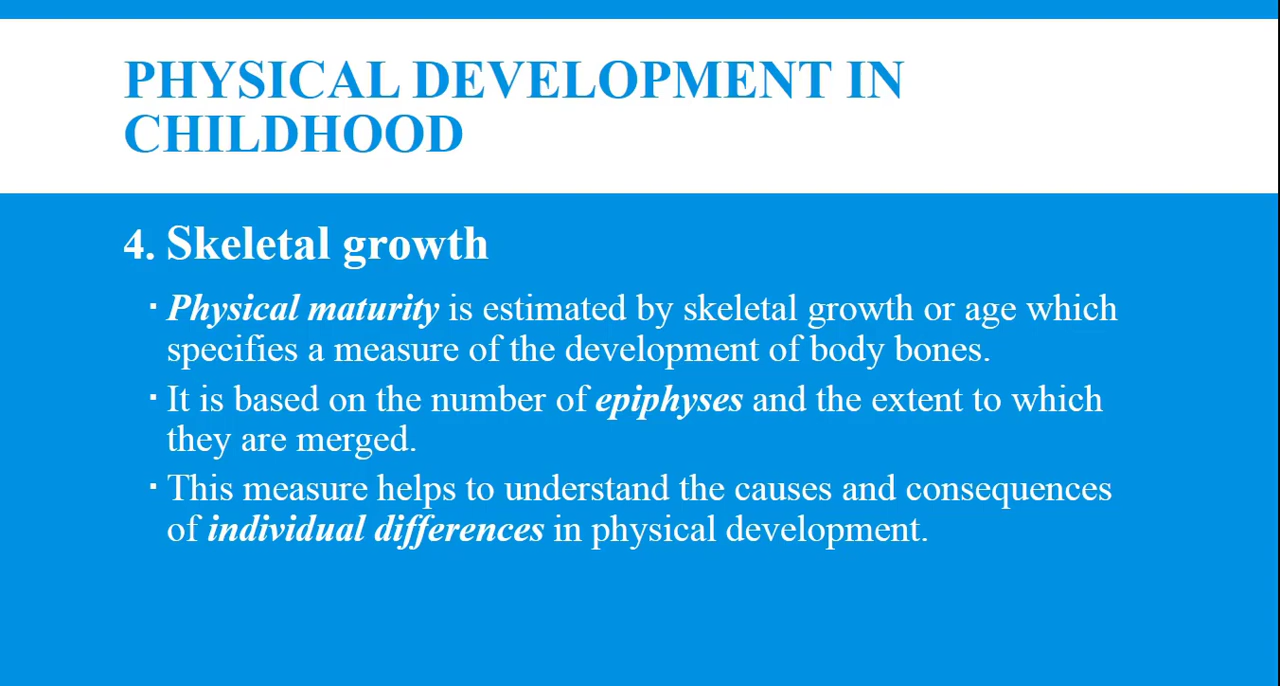 PHYSICAL DEVELOPMENT IN
CHILDHOOD
4. Skeletal growth
▪ Physical maturity is estimated by skeletal growth or age which
specifies a measure of the development of body bones.
▪ It is based on the number of epiphyses and the extent to which
they are merged.
▪ This measure helps to understand the causes and consequences
of individual differences in physical development.